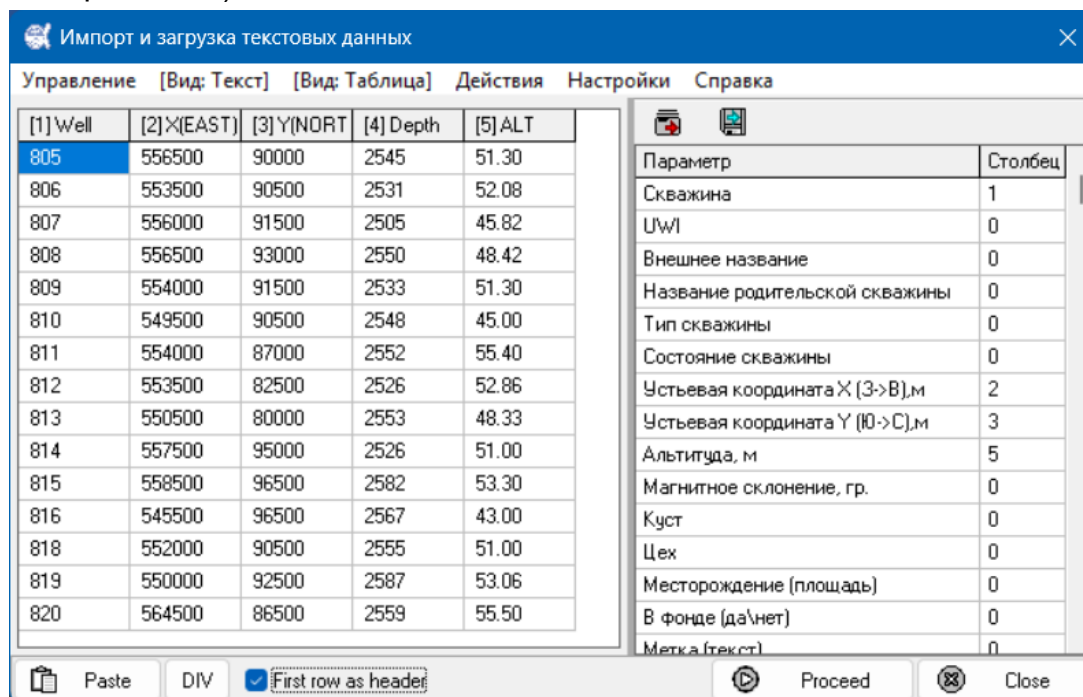 Импорт и загрузка текстовых данных
Управление [Вид: Текст] [Вид: Таблица] Действия Настройки Справка
[1] Well [2] X(EAST) [3] Y(NORT [4] Depth [5] ALT
805 556500 90000 2545 51.30
806 553500 90500 2531 52.08
807 556000 91500 2505 45.82
808 556500 93000 2550 48.42
809 554000 91500 2533 51.30
810 549500 90500 2548 45.00
811 554000 87000 2552 55.40
812 553500 82500 2526 52.86
813 550500 80000 2553 48.33
814 557500 95000 2526 51.00
815 558500 96500 2582 53.30
816 545500 96500 2567 43.00
818 552000 90500 2555 51.00
819 550000 92500 2587 53.06
820 564500 86500 2559 55.50
Параметр Столбец
Скважина 1
UWI 0
Внешнее название 0
Название родительской скважины 0
Тип скважины 0
Состояние скважины 0
Устьевая координата X (З->В),м 2
Устьевая координата Y (Ю->С),м 3
Альтитуда, м 5
Магнитное склонение, гр. 0
Куст 0
Цех 0
Месторождение (площадь) 0
В фонде (да\нет) 0
Метка (текст) 0
Paste DIV First row as header Proceed Close